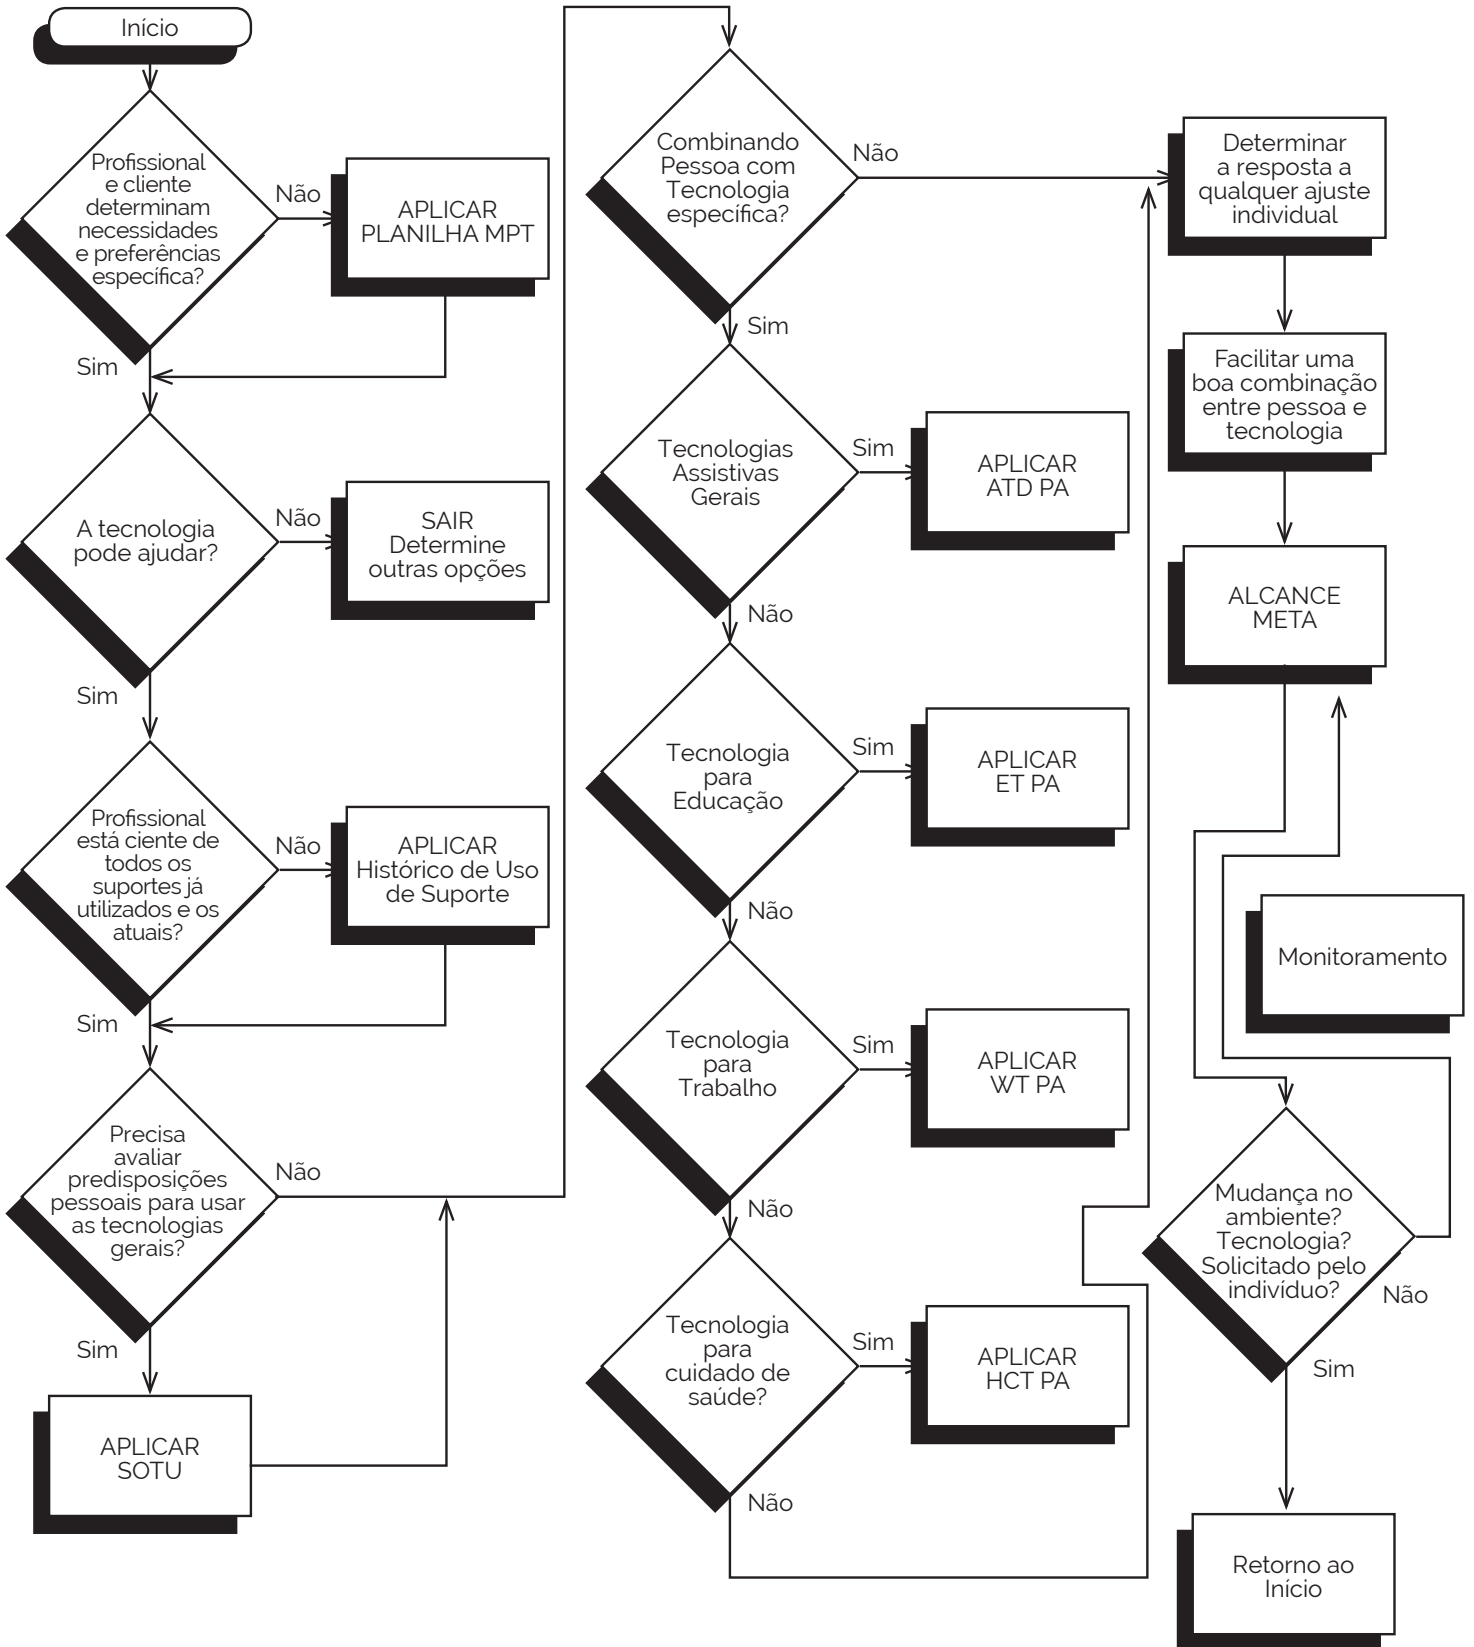 Início
Profissional
e cliente
determinam
necessidades
e preferências
específica?
Não
APLICAR
PLANILHA MPT
Sim
A tecnologia
pode ajudar?
Não
SAIR
Determine
outras opções
Sim
Profissional
está ciente de
todos os
suportes já
utilizados e os
atuais?
Não
APLICAR
Histórico de Uso
de Suporte
Sim
Precisa
avaliar
predisposições
pessoais para usar
as tecnologias
gerais?
Não
Sim
APLICAR
SOTU
Combinando
Pessoa com
Tecnologia
específica?
Não
Sim
Tecnologias
Assistivas
Gerais
Sim
APLICAR
ATD PA
Não
Tecnologia
para
Educação
Sim
APLICAR
ET PA
Não
Tecnologia
para
Trabalho
Sim
APLICAR
WT PA
Não
Tecnologia
para
cuidado de
saúde?
Sim
APLICAR
HCT PA
Não
Determinar
a resposta a
qualquer ajuste
individual
Facilitar uma
boa combinação
entre pessoa e
tecnologia
ALCANCE
META
Monitoramento
Mudança no
ambiente?
Tecnologia?
Solicitado pelo
indivíduo?
Não
Sim
Retorno ao
Início